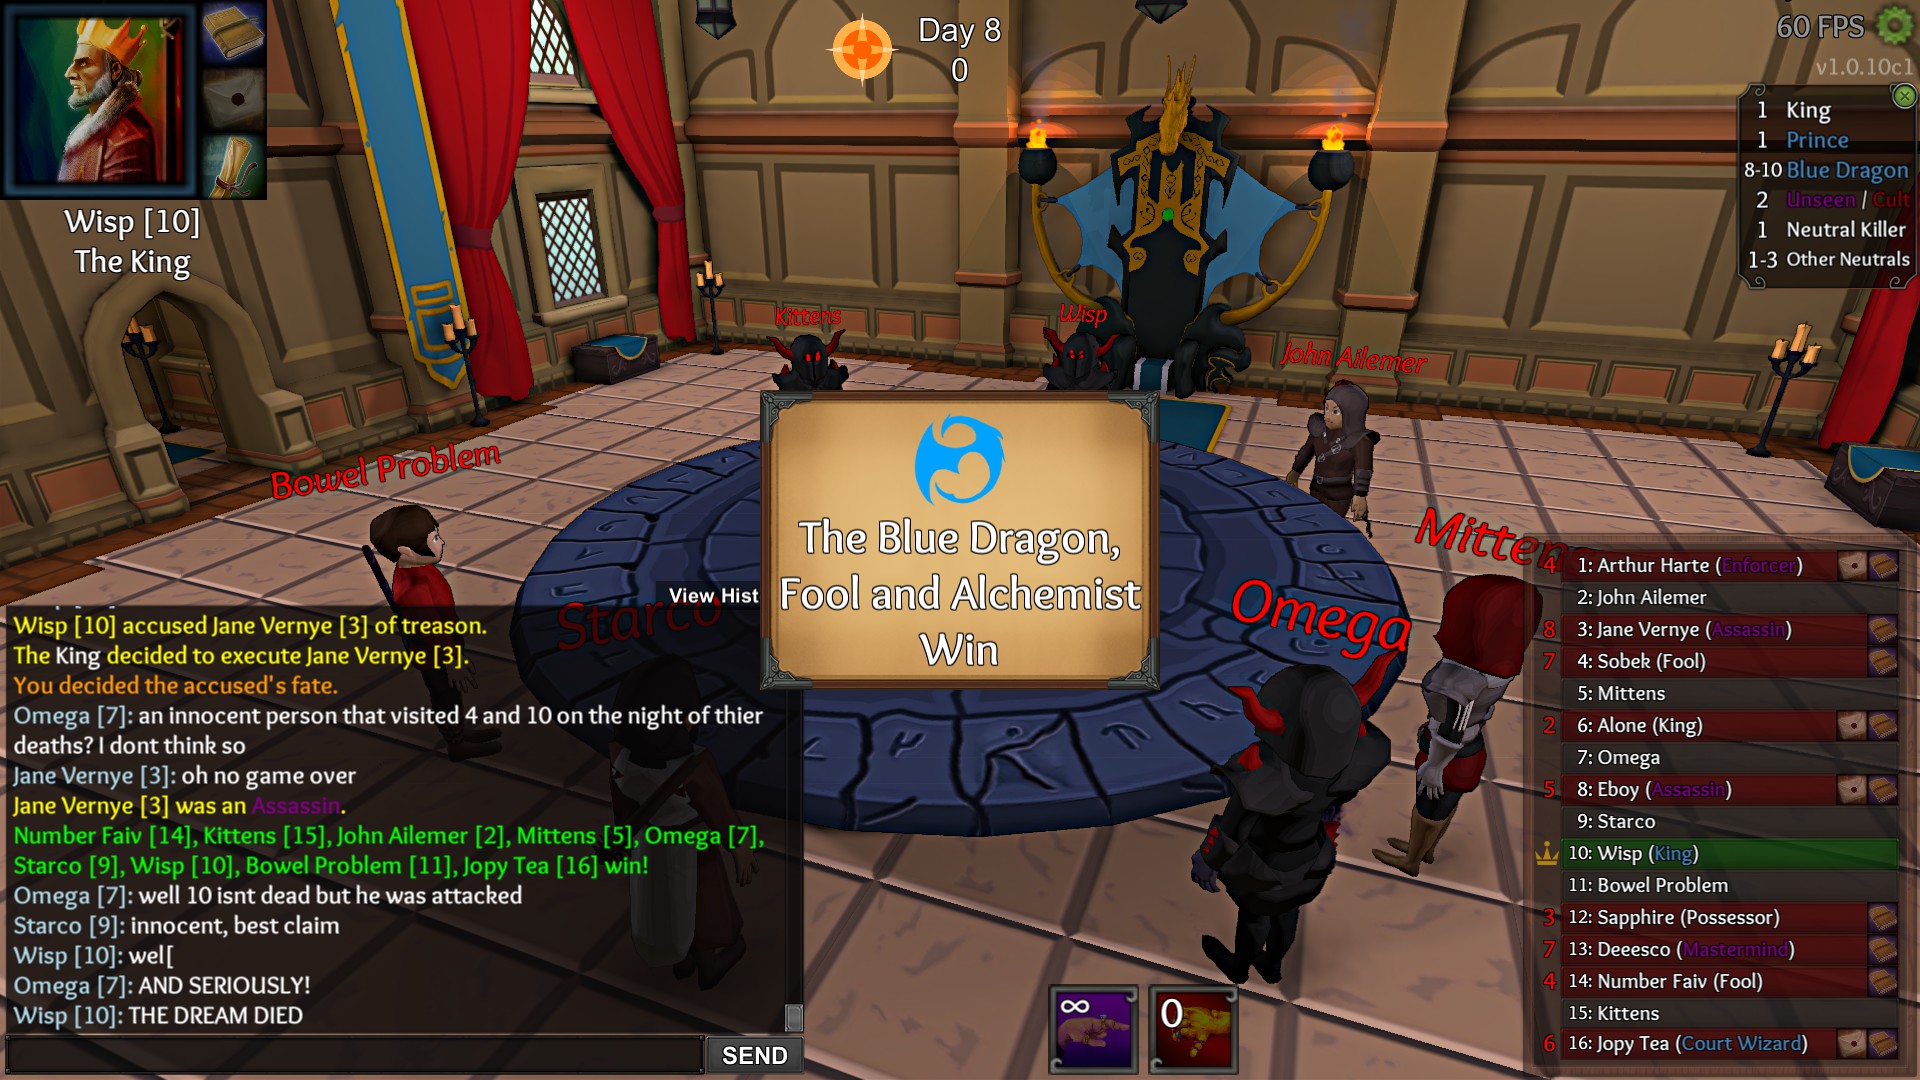 Day 8
0
60 FPS
v1.0.10c1
1 King
1 Prince
8-10 Blue Dragon
2 Unseen / Cult
1 Neutral Killer
1-3 Other Neutrals
Wisp [10]
The King
Kittens
Wisp
John Ailemer
Bowel Problem
Mittens
Omega
Starco
View Hist
The Blue Dragon,
Fool and Alchemist
Win
Wisp [10] accused Jane Vernye [3] of treason.
The King decided to execute Jane Vernye [3].
You decided the accused's fate.
Omega [7]: an innocent person that visited 4 and 10 on the night of thier
deaths? I dont think so
Jane Vernye [3]: oh no game over
Jane Vernye [3] was an Assassin.
Number Faiv [14], Kittens [15], John Ailemer [2], Mittens [5], Omega [7],
Starco [9], Wisp [10], Bowel Problem [11], Jopy Tea [16] win!
Omega [7]: well 10 isnt dead but he was attacked
Starco [9]: innocent, best claim
Wisp [10]: wel[
Omega [7]: AND SERIOUSLY!
Wisp [10]: THE DREAM DIED
SEND
∞
0
4 1: Arthur Harte (Enforcer)
2: John Ailemer
8 3: Jane Vernye (Assassin)
7 4: Sobek (Fool)
5: Mittens
2 6: Alone (King)
7: Omega
5 8: Eboy (Assassin)
9: Starco
10: Wisp (King)
11: Bowel Problem
3 12: Sapphire (Possessor)
7 13: Deeesco (Mastermind)
4 14: Number Faiv (Fool)
15: Kittens
6 16: Jopy Tea (Court Wizard)